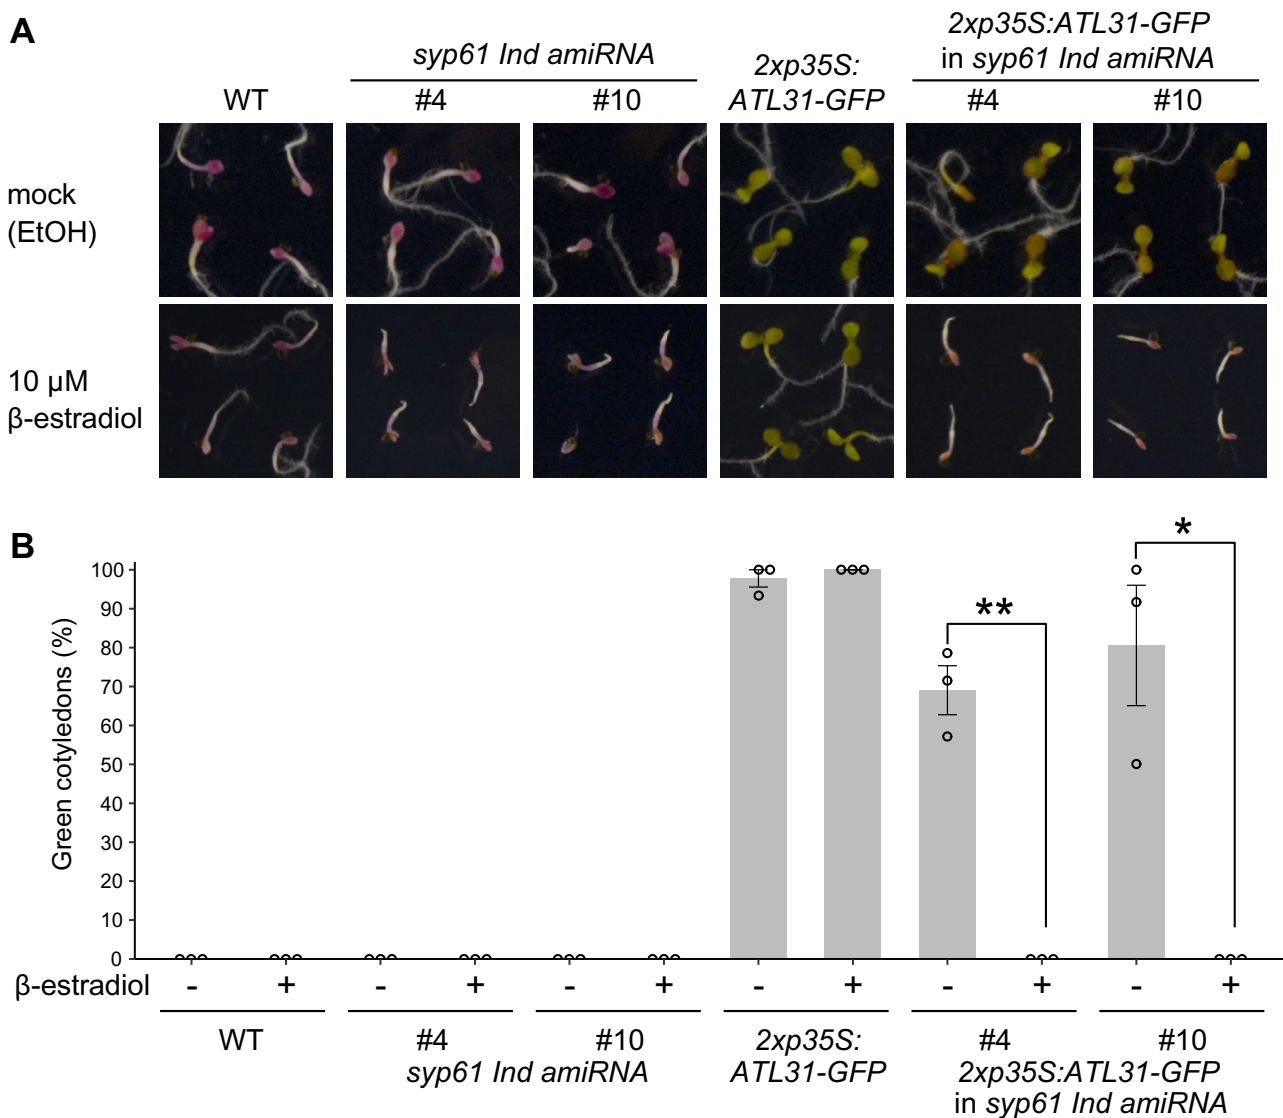 A
syp61 Ind amiRNA
2xp35S:
ATL31-GFP
2xp35S:ATL31-GFP
in syp61 Ind amiRNA
WT
#4
#10
#4
#10
mock
(EtOH)
10 µM
β-estradiol
B
Green cotyledons (%)
100
90
80
70
60
50
40
30
20
10
0
**
*
β-estradiol - + - + - + - + - + - +
WT
#4
#10
syp61 Ind amiRNA
2xp35S:
ATL31-GFP
#4
#10
2xp35S:ATL31-GFP
in syp61 Ind amiRNA